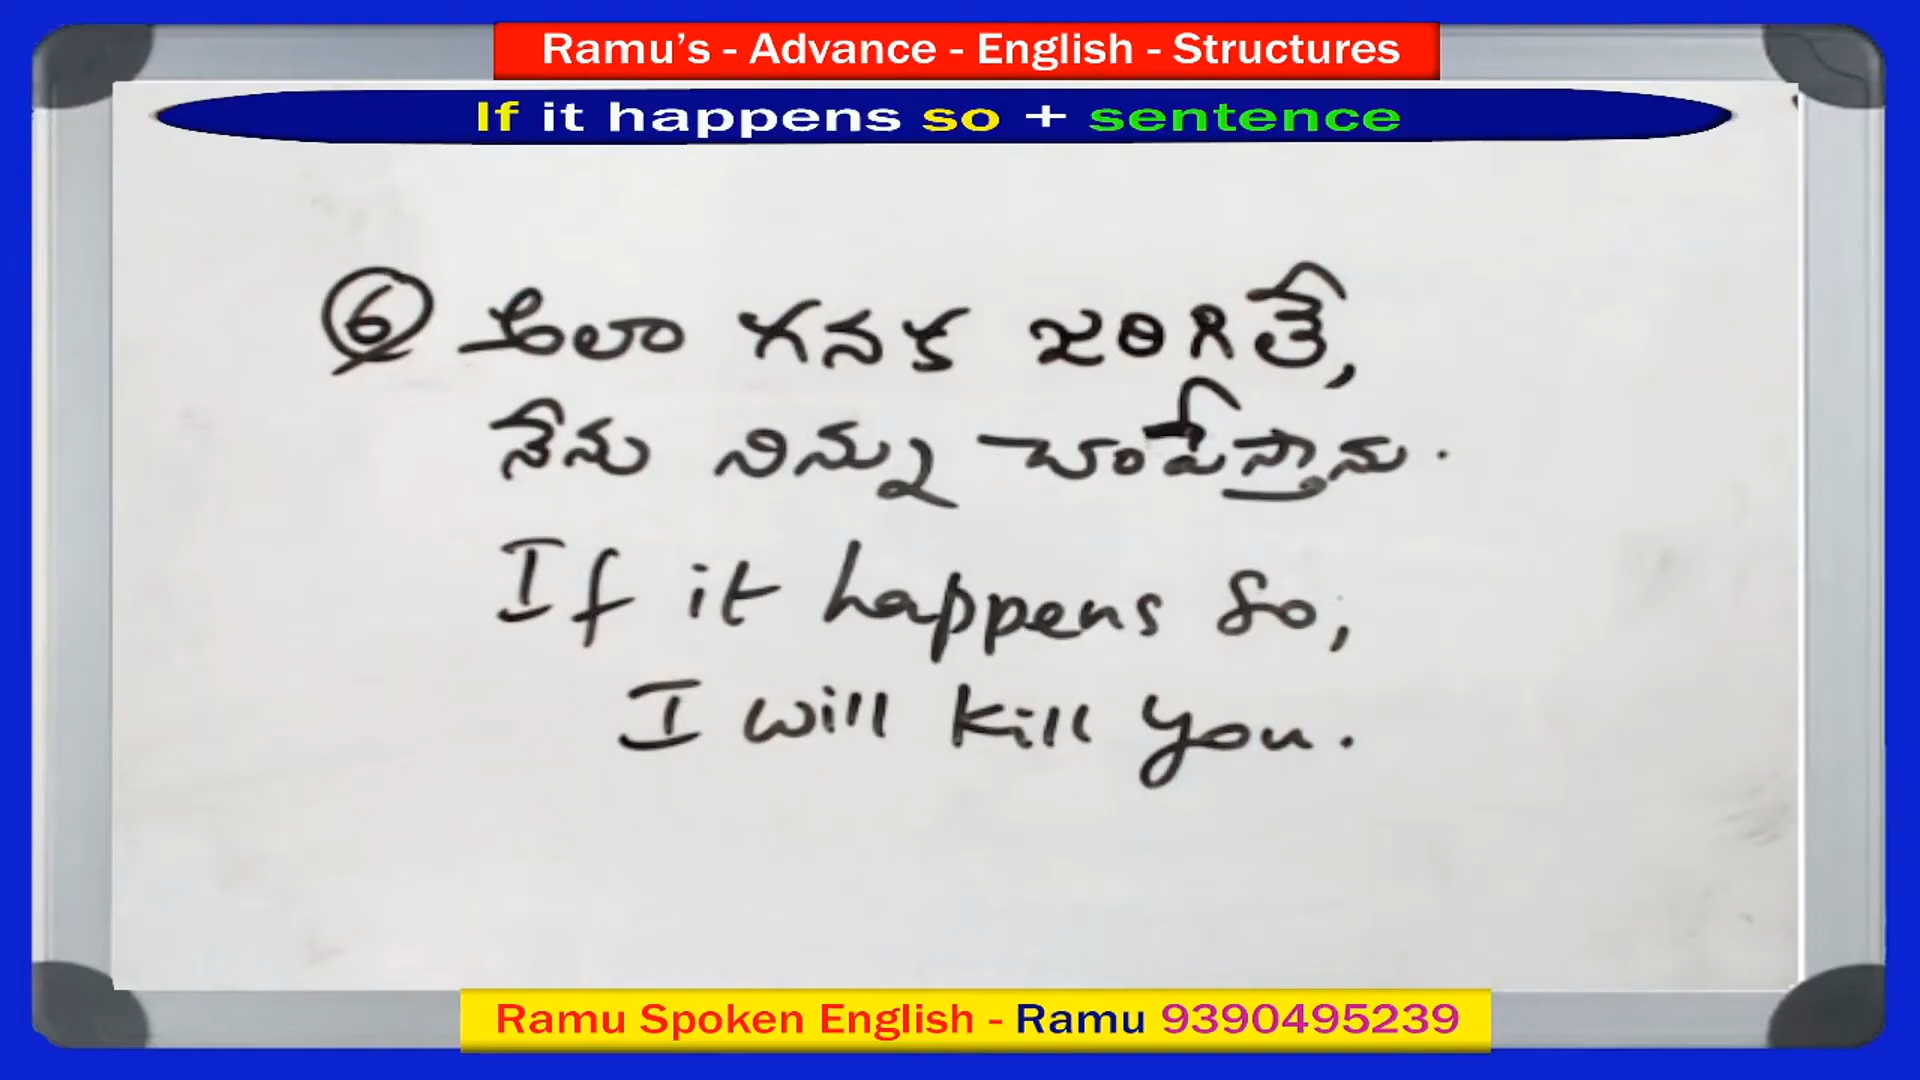 Ramu's - Advance - English - Structures
If it happens so + sentence
6 అలా గనక జరిగితే,
నేను నిన్ను చంపేస్తాను.
If it happens so,
I will kill you.
Ramu Spoken English - Ramu 9390495239